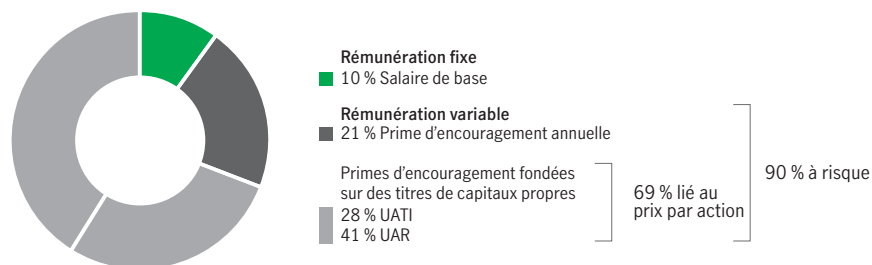 Rémunération fixe
10 % Salaire de base
Rémunération variable
21 % Prime d'encouragement annuelle
Primes d'encouragement fondées
sur des titres de capitaux propres
28 % UATI
41 % UAR
69 % lié au
prix par action
90 % à risque